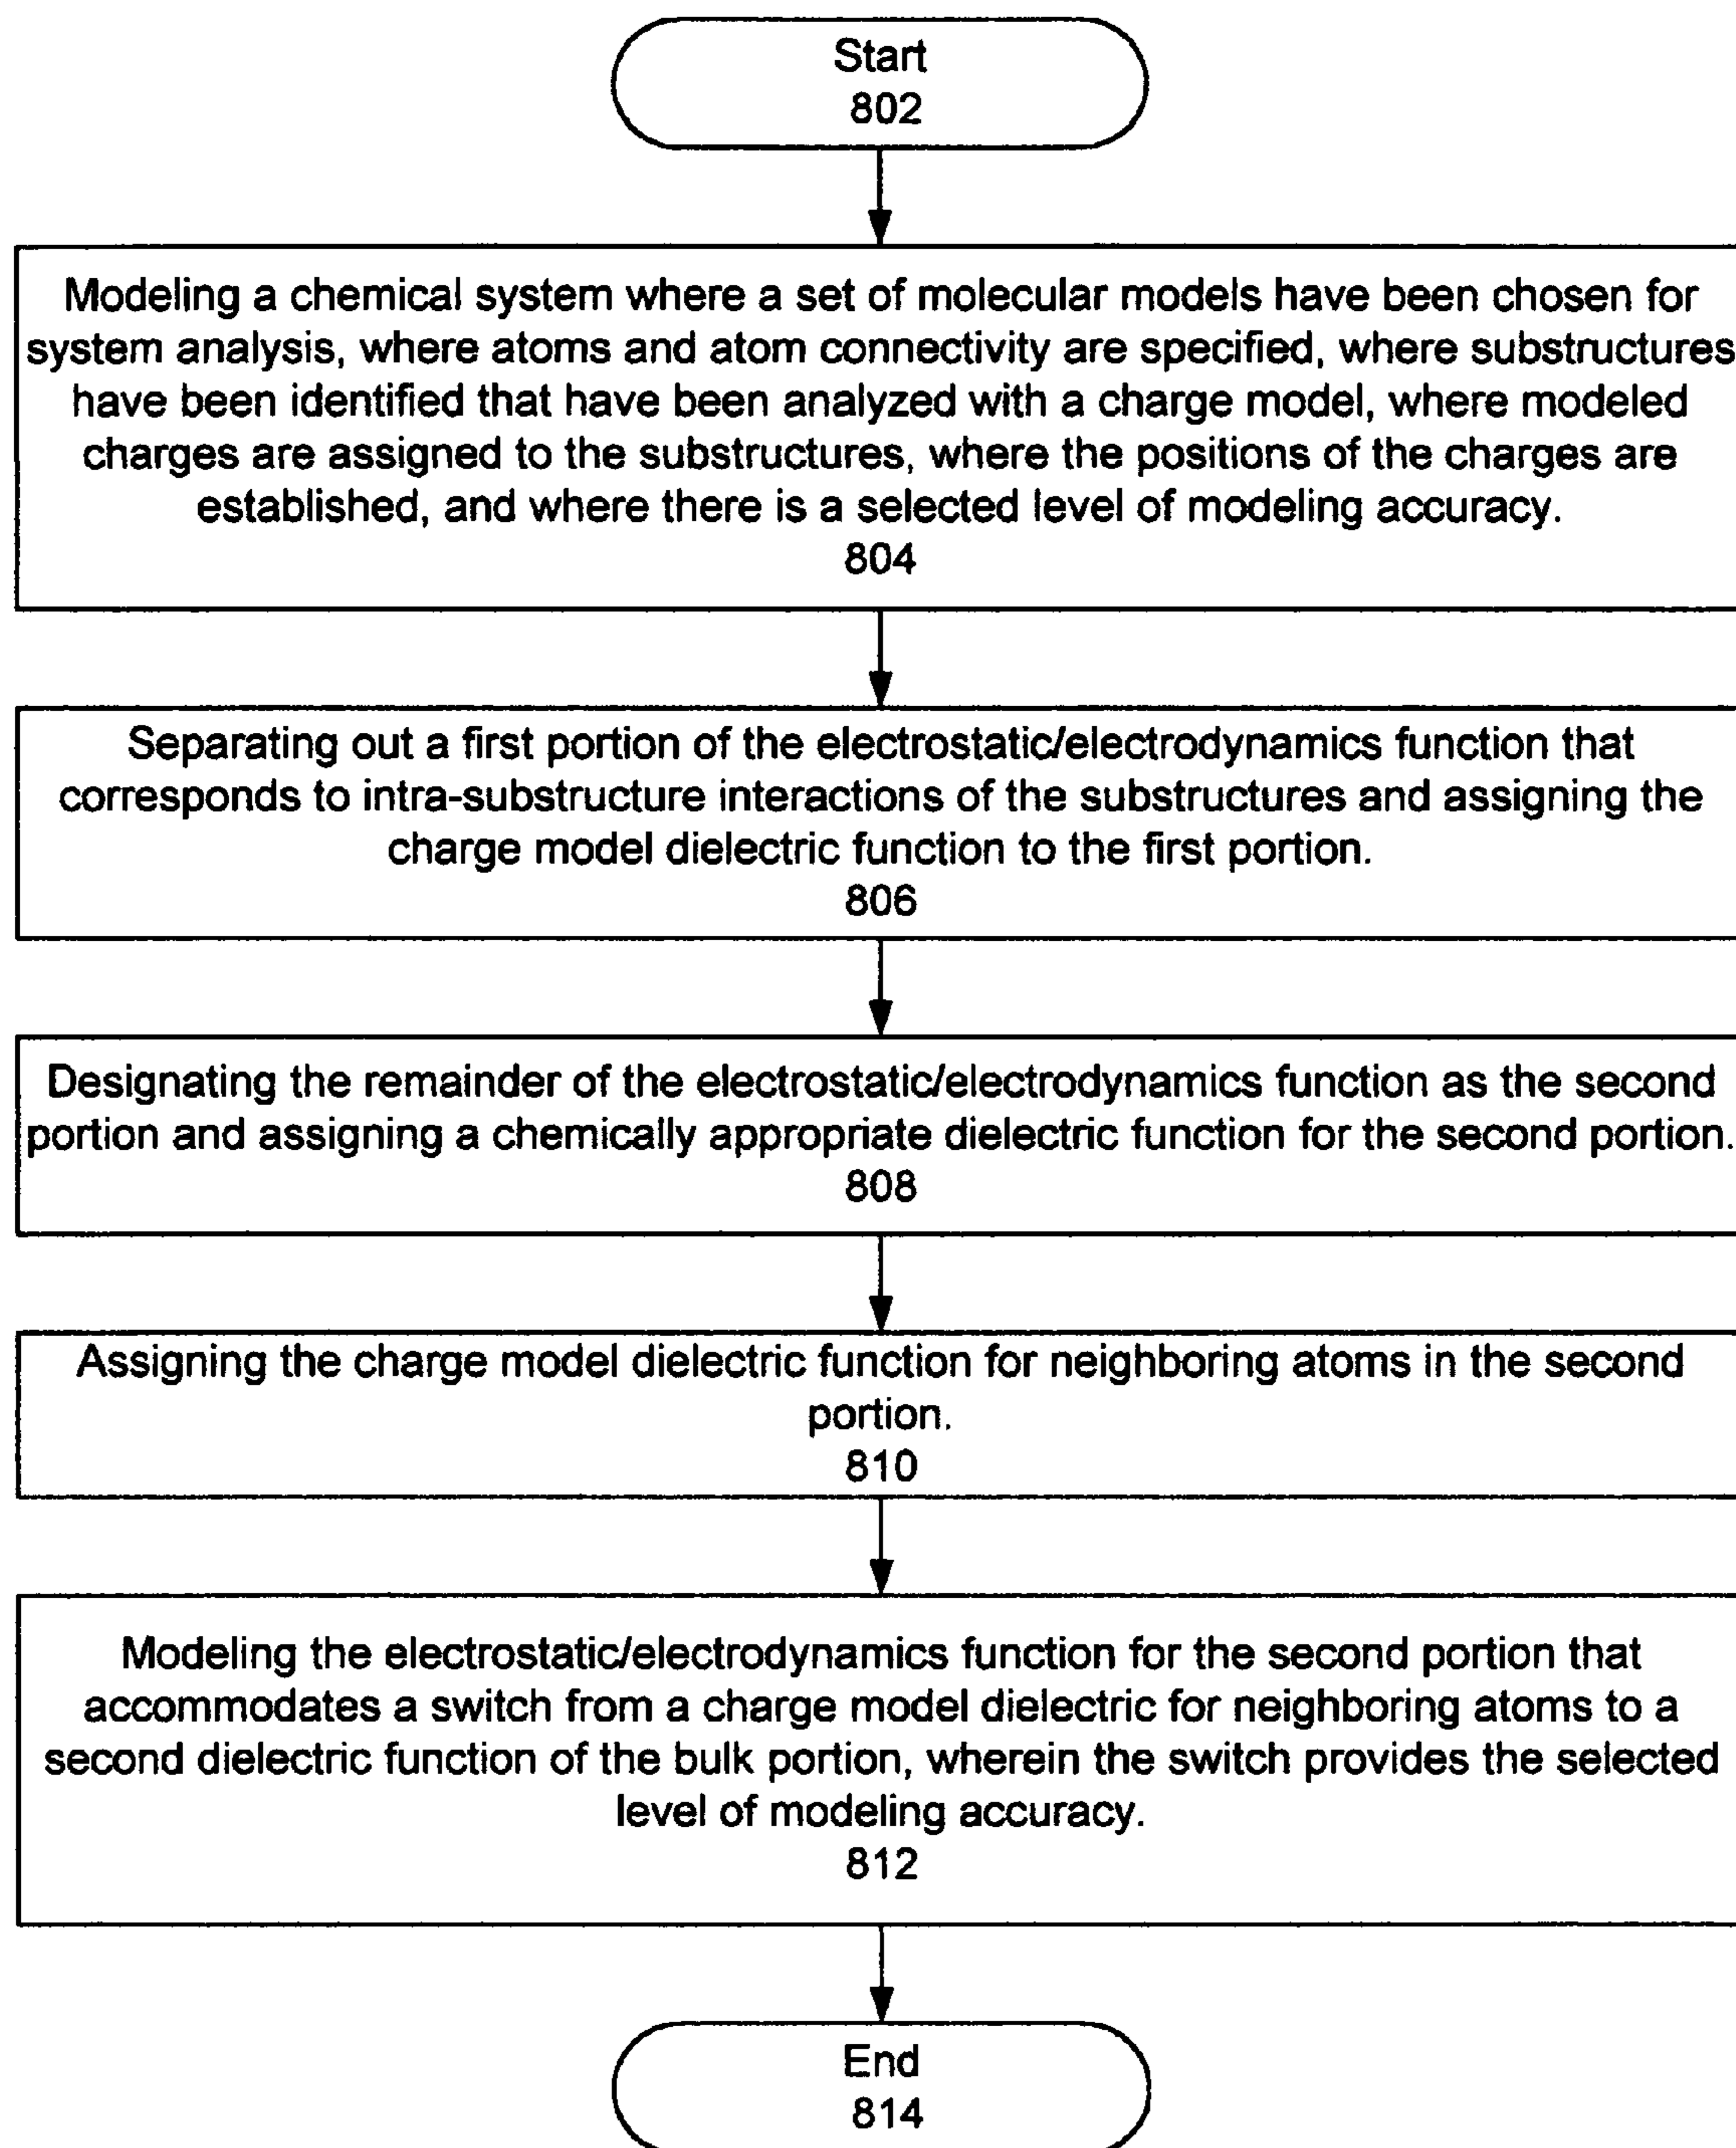 Start
802
Modeling a chemical system where a set of molecular models have been chosen for
system analysis, where atoms and atom connectivity are specified, where substructures
have been identified that have been analyzed with a charge model, where modeled
charges are assigned to the substructures, where the positions of the charges are
established, and where there is a selected level of modeling accuracy.
804
Separating out a first portion of the electrostatic/electrodynamics function that
corresponds to intra-substructure interactions of the substructures and assigning the
charge model dielectric function to the first portion.
806
Designating the remainder of the electrostatic/electrodynamics function as the second
portion and assigning a chemically appropriate dielectric function for the second portion.
808
Assigning the charge model dielectric function for neighboring atoms in the second
portion.
810
Modeling the electrostatic/electrodynamics function for the second portion that
accommodates a switch from a charge model dielectric for neighboring atoms to a
second dielectric function of the bulk portion, wherein the switch provides the selected
level of modeling accuracy.
812
End
814